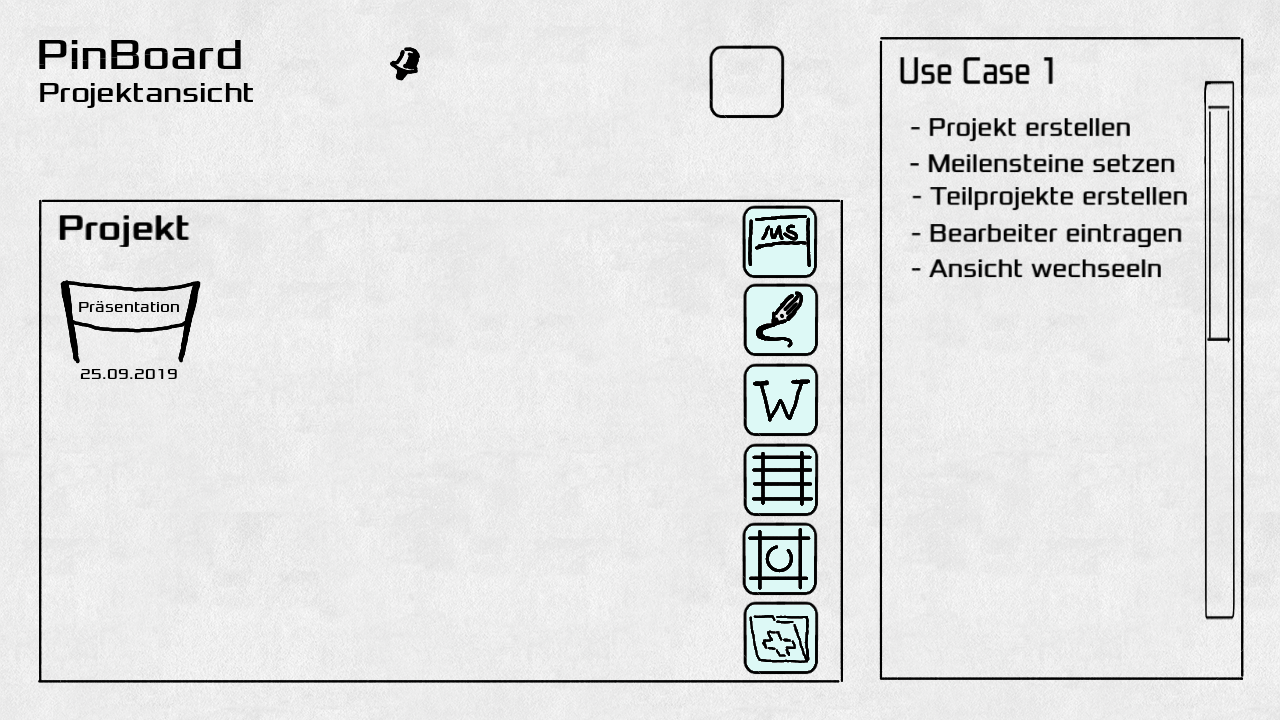 PinBoard
Projektansicht
Projekt
Präsentation
25.09.2019
MS
W
Use Case 1
- Projekt erstellen
- Meilensteine setzen
- Teilprojekte erstellen
- Bearbeiter eintragen
- Ansicht wechseeln